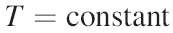 T = constant